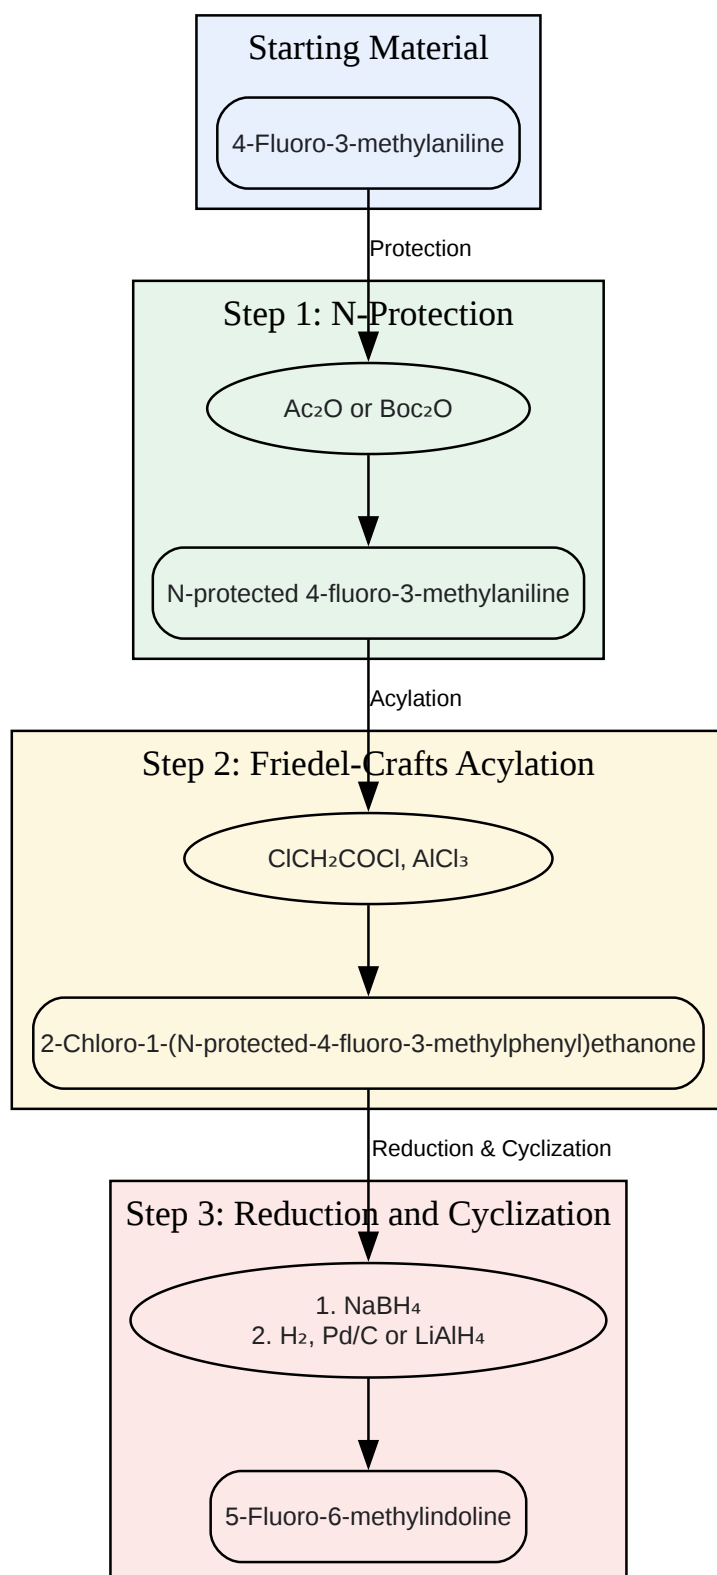 Starting Material
4-Fluoro-3-methylaniline
Protection
Step 1: N-Protection
Ac₂O or Boc₂O
N-protected 4-fluoro-3-methylaniline
Acylation
Step 2: Friedel-Crafts Acylation
ClCH₂COCl, AlCl₃
2-Chloro-1-(N-protected-4-fluoro-3-methylphenyl)ethanone
Reduction & Cyclization
Step 3: Reduction and Cyclization
1. NaBH₄
2. H₂, Pd/C or LiAlH₄
5-Fluoro-6-methylindoline